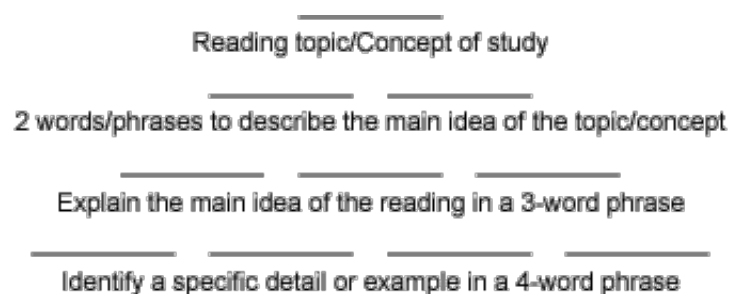 Reading topic/Concept of study
2 words/phrases to describe the main idea of the topic/concept
Explain the main idea of the reading in a 3-word phrase
Identify a specific detail or example in a 4-word phrase